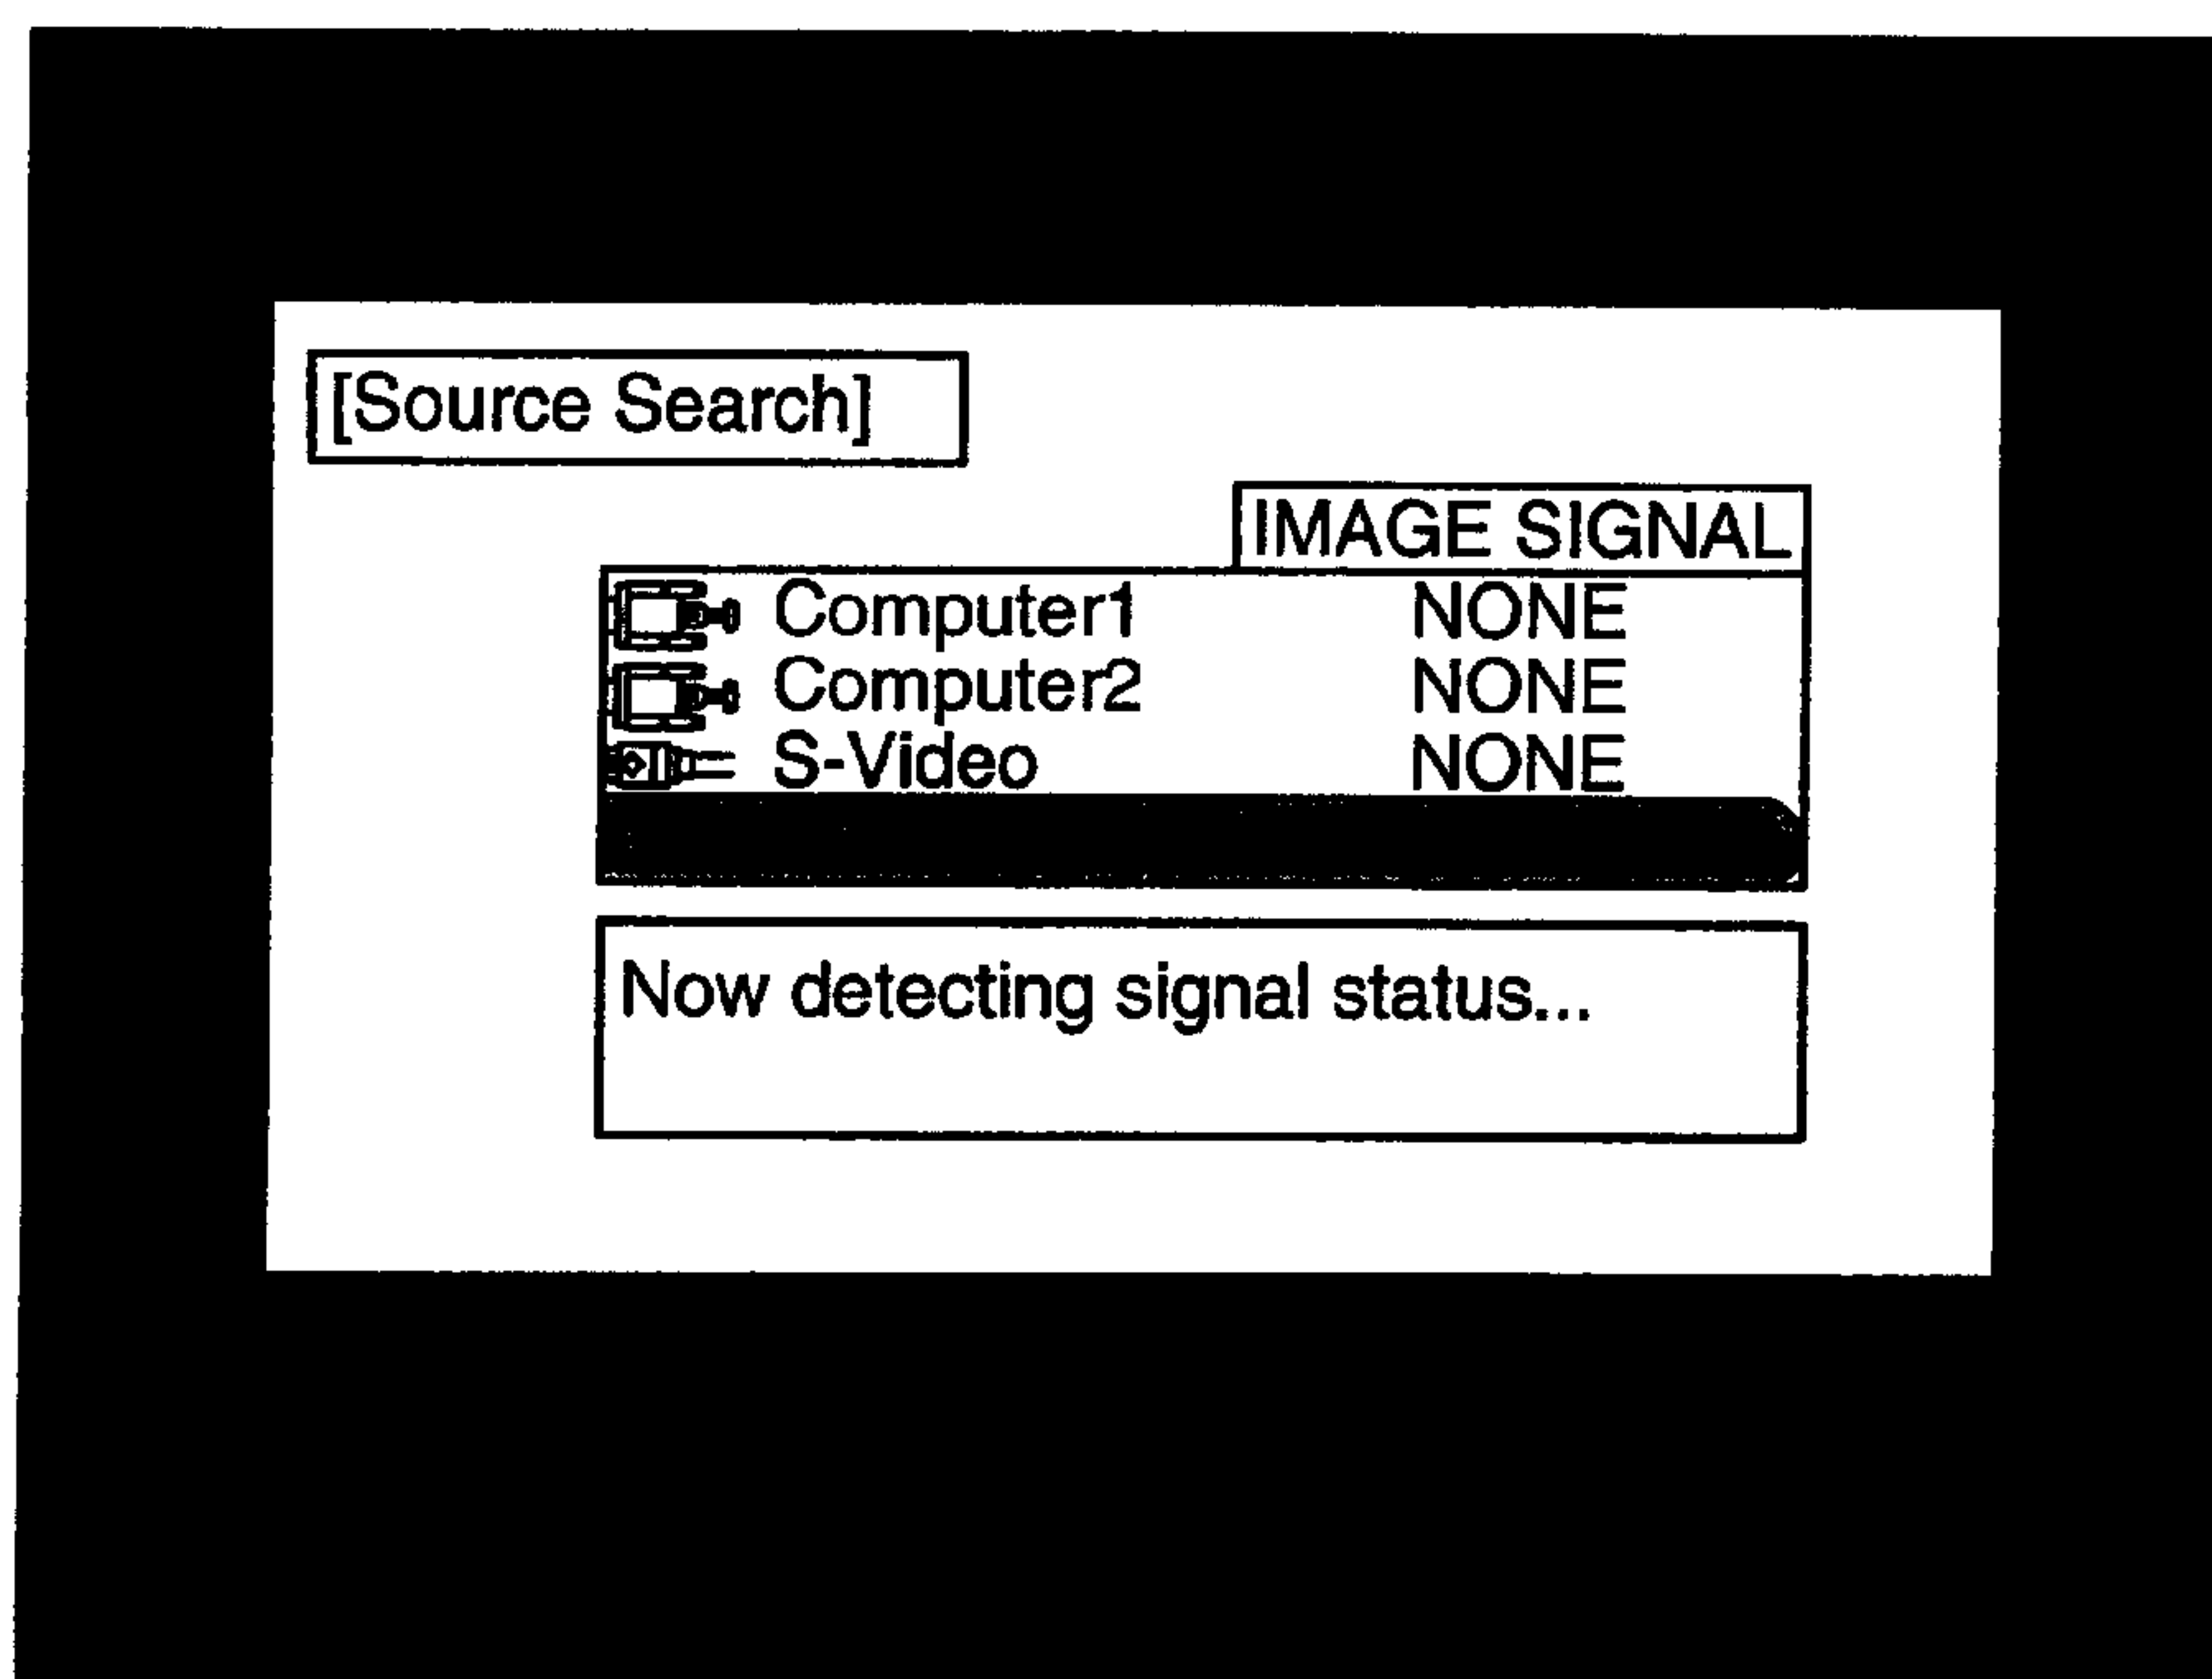 [Source Search]
IMAGE SIGNAL
Computer1 NONE
Computer2 NONE
S-Video NONE
Now detecting signal status...